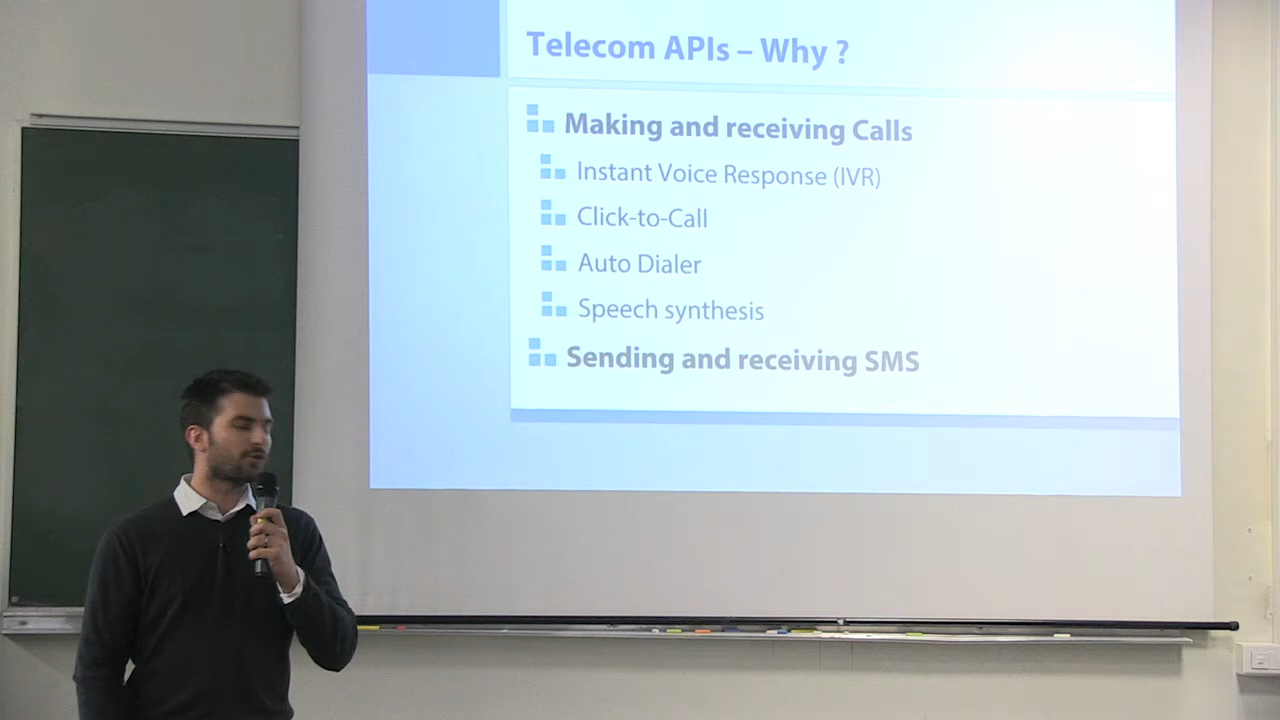 Telecom APIs – Why ?
Making and receiving Calls
Instant Voice Response (IVR)
Click-to-Call
Auto Dialer
Speech synthesis
Sending and receiving SMS